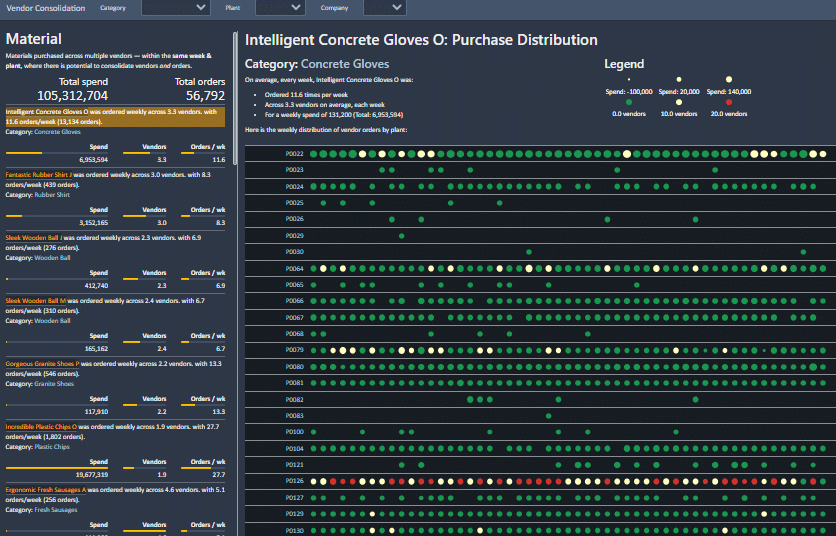 Vendor Consolidation Category Plant Company
Material
Materials purchased across multiple vendors — within the same week &
plant, where there is potential to consolidate vendors and orders.
Total spend Total orders
105,312,704 56,792
Intelligent Concrete Gloves O was ordered weekly across 3.3 vendors. with
11.6 orders/week (13,134 orders).
Category: Concrete Gloves
Spend Vendors Orders / wk
6,953,594 3.3 11.6
Fantastic Rubber Shirt J was ordered weekly across 3.0 vendors. with 8.3
orders/week (439 orders).
Category: Rubber Shirt
Spend Vendors Orders / wk
3,152,165 3.0 8.3
Sleek Wooden Ball I was ordered weekly across 2.3 vendors. with 6.9
orders/week (276 orders).
Category: Wooden Ball
Spend Vendors Orders / wk
412,740 2.3 6.9
Sleek Wooden Ball M was ordered weekly across 2.4 vendors. with 6.7
orders/week (310 orders).
Category: Wooden Ball
Spend Vendors Orders / wk
165,162 2.4 6.7
Gorgeous Granite Shoes P was ordered weekly across 2.2 vendors. with 13.3
orders/week (546 orders).
Category: Granite Shoes
Spend Vendors Orders / wk
117,910 2.2 13.3
Incredible Plastic Chips O was ordered weekly across 1.9 vendors. with 27.7
orders/week (1,802 orders).
Category: Plastic Chips
Spend Vendors Orders / wk
19,677,319 1.9 27.7
Ergonomic Fresh Sausages A was ordered weekly across 4.6 vendors. with 5.1
orders/week (256 orders).
Category: Fresh Sausages
Spend Vendors Orders / wk
Intelligent Concrete Gloves O: Purchase Distribution
Category: Concrete Gloves
On average, every week, Intelligent Concrete Gloves O was:
• Ordered 11.6 times per week
• Across 3.3 vendors on average, each week
• For a weekly spend of 131,200 (Total: 6,953,594)
Here is the weekly distribution of vendor orders by plant:
Legend
Spend: -100,000 Spend: 20,000 Spend: 140,000
0.0 vendors 10.0 vendors 20.0 vendors
P0022
P0023
P0024
P0025
P0026
P0029
P0030
P0064
P0065
P0066
P0067
P0068
P0079
P0080
P0081
P0082
P0083
P0100
P0104
P0121
P0126
P0127
P0129
P0130